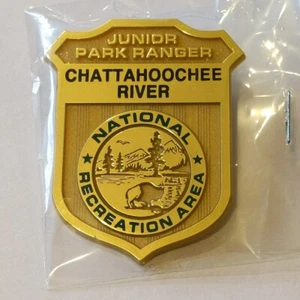 JUNIOR
PARK RANGER
CHATTAHOOCHEE
RIVER
NATIONAL
RECREATION AREA